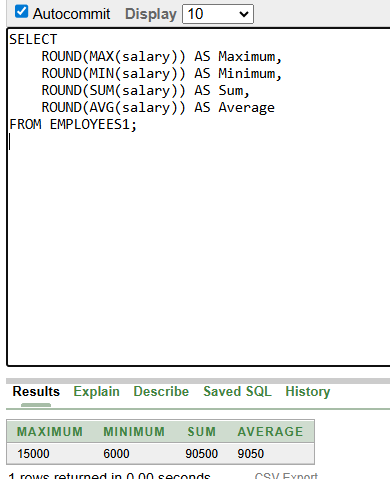 Autocommit Display 10
SELECT
ROUND(MAX(salary)) AS Maximum,
ROUND(MIN(salary)) AS Minimum,
ROUND(SUM(salary)) AS Sum,
ROUND(AVG(salary)) AS Average
FROM EMPLOYEES1;
Results Explain Describe Saved SQL History
MAXIMUM MINIMUM SUM AVERAGE
15000 6000 90500 9050
1 rows returned in 0.00 seconds CSV Export